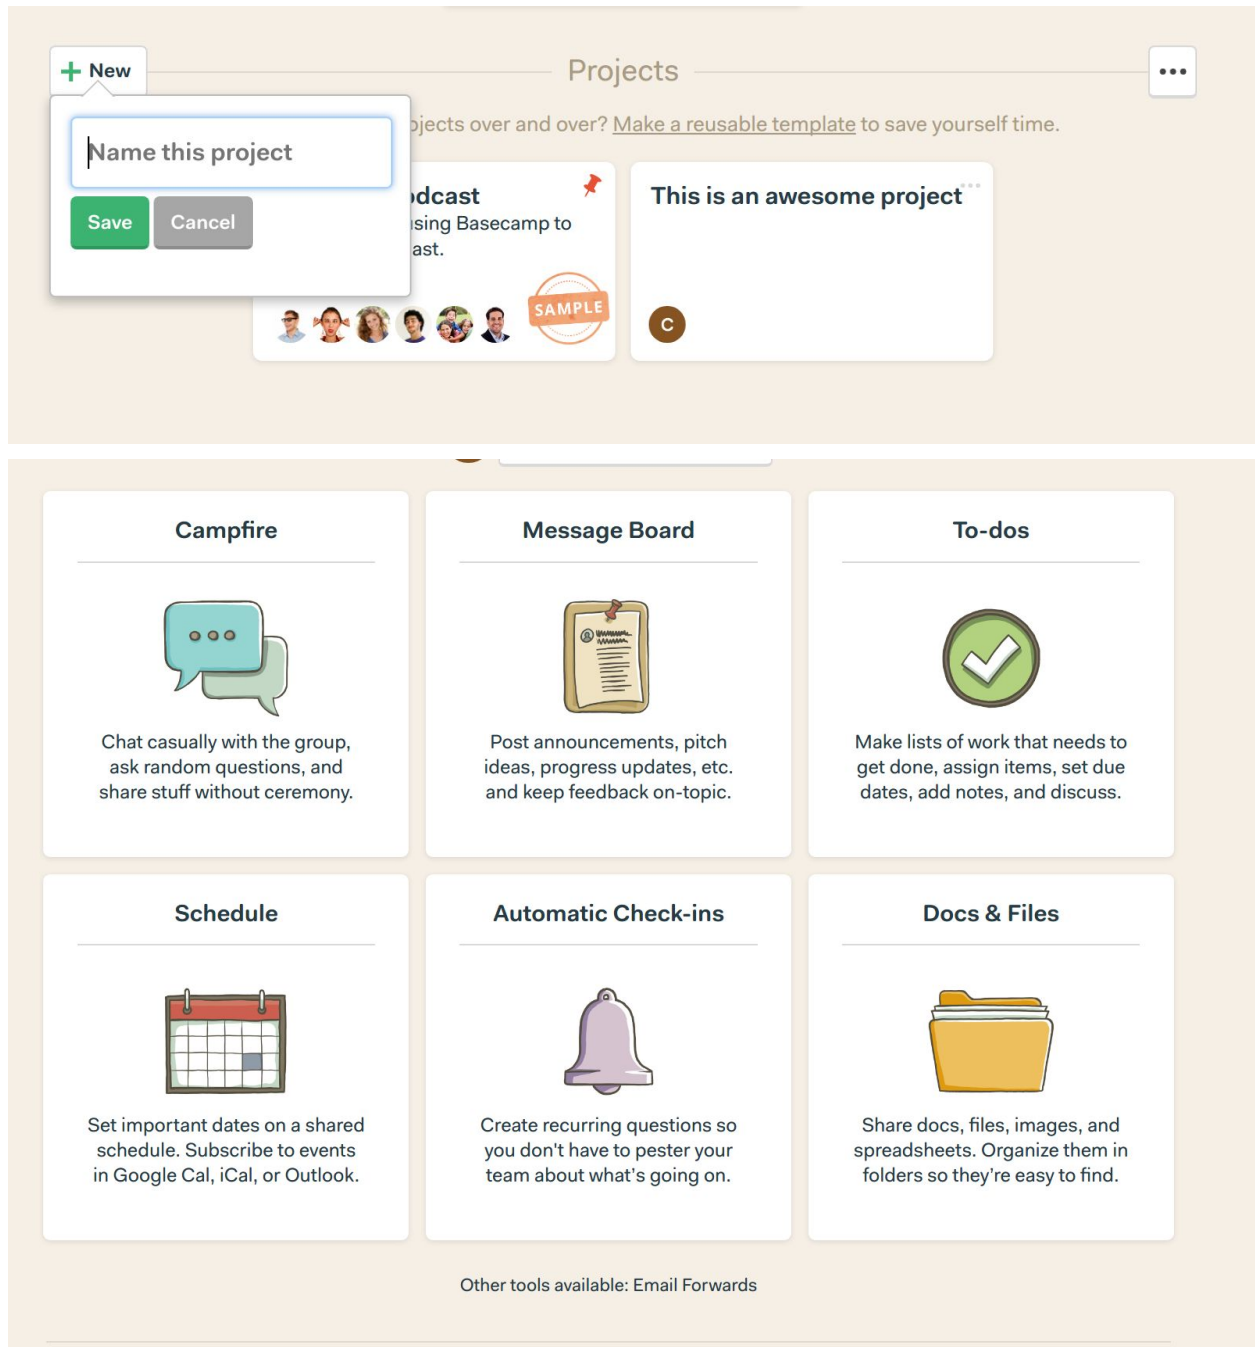 New
Projects
ojects over and over? Make a reusable template to save yourself time.
Name this project
Save
Cancel
dcast
sing Basecamp to
ast.
SAMPLE
This is an awesome project
C
Campfire
Chat casually with the group,
ask random questions, and
share stuff without ceremony.
Message Board
Post announcements, pitch
ideas, progress updates, etc.
and keep feedback on-topic.
To-dos
Make lists of work that needs to
get done, assign items, set due
dates, add notes, and discuss.
Schedule
Set important dates on a shared
schedule. Subscribe to events
in Google Cal, iCal, or Outlook.
Automatic Check-ins
Create recurring questions so
you don't have to pester your
team about what's going on.
Docs & Files
Share docs, files, images, and
spreadsheets. Organize them in
folders so they're easy to find.
Other tools available: Email Forwards